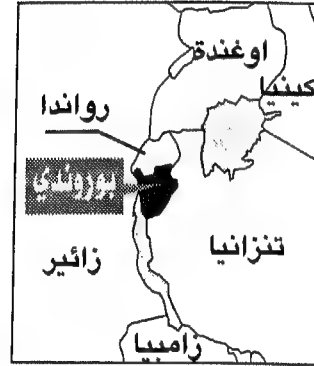 اوغندة
كينيا
رواندا
بوروندي
تنزانيا
زائير
زامبيا